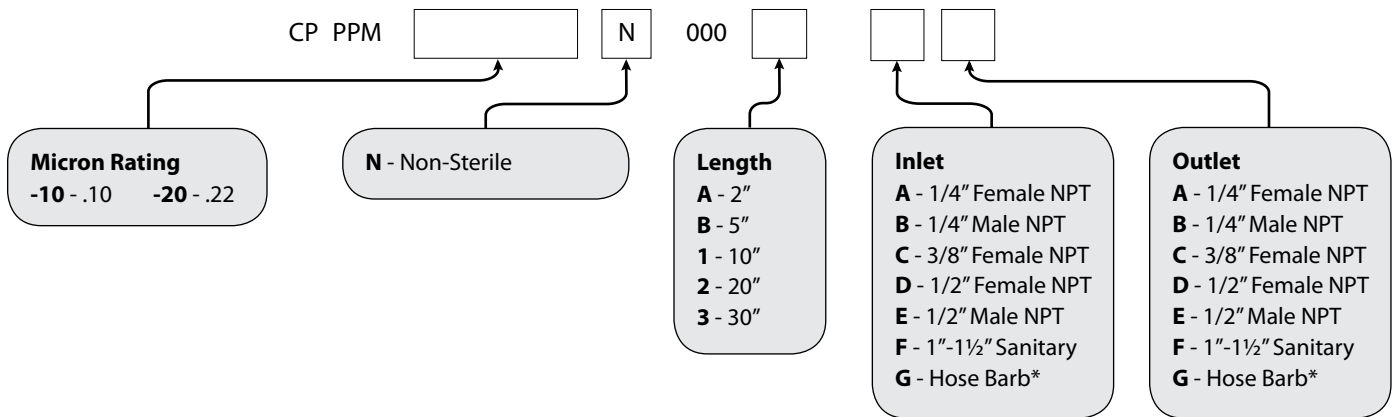 CP PPM N 000
Micron Rating
-10 - .10 -20 - .22
N - Non-Sterile
Length
A - 2”
B - 5”
1 - 10”
2 - 20”
3 - 30”
Inlet
A - 1/4” Female NPT
B - 1/4” Male NPT
C - 3/8” Female NPT
D - 1/2” Female NPT
E - 1/2” Male NPT
F - 1”-1½” Sanitary
G - Hose Barb*
Outlet
A - 1/4” Female NPT
B - 1/4” Male NPT
C - 3/8” Female NPT
D - 1/2” Female NPT
E - 1/2” Male NPT
F - 1”-1½” Sanitary
G - Hose Barb*